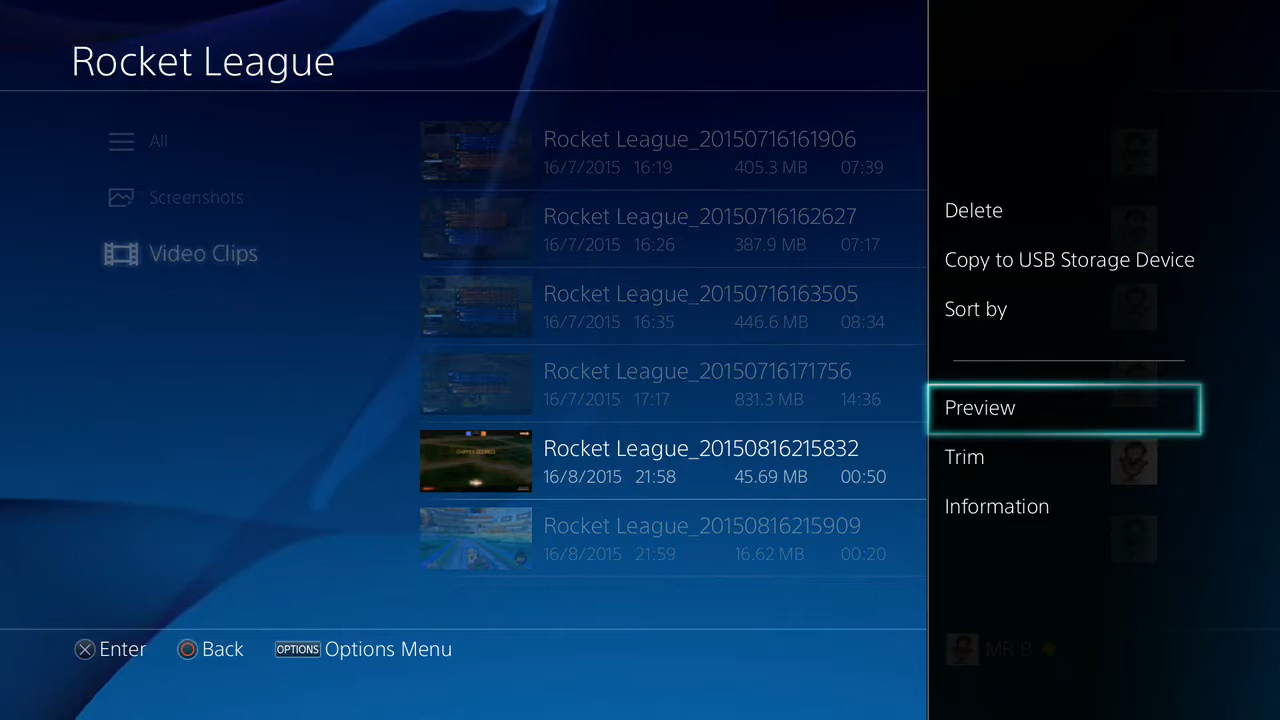 Rocket League
All
Screenshots
Video Clips
Rocket League_20150716161906
16/7/2015 16:19 405.3 MB 07:39
Rocket League_20150716162627
16/7/2015 16:26 387.9 MB 07:17
Rocket League_20150716163505
16/7/2015 16:35 446.6 MB 08:34
Rocket League_20150716171756
16/7/2015 17:17 831.3 MB 14:36
Rocket League_20150816215832
16/8/2015 21:58 45.69 MB 00:50
Rocket League_20150816215909
16/8/2015 21:59 16.62 MB 00:20
Delete
Copy to USB Storage Device
Sort by
Preview
Trim
Information
Enter Back OPTIONS Options Menu
MR B